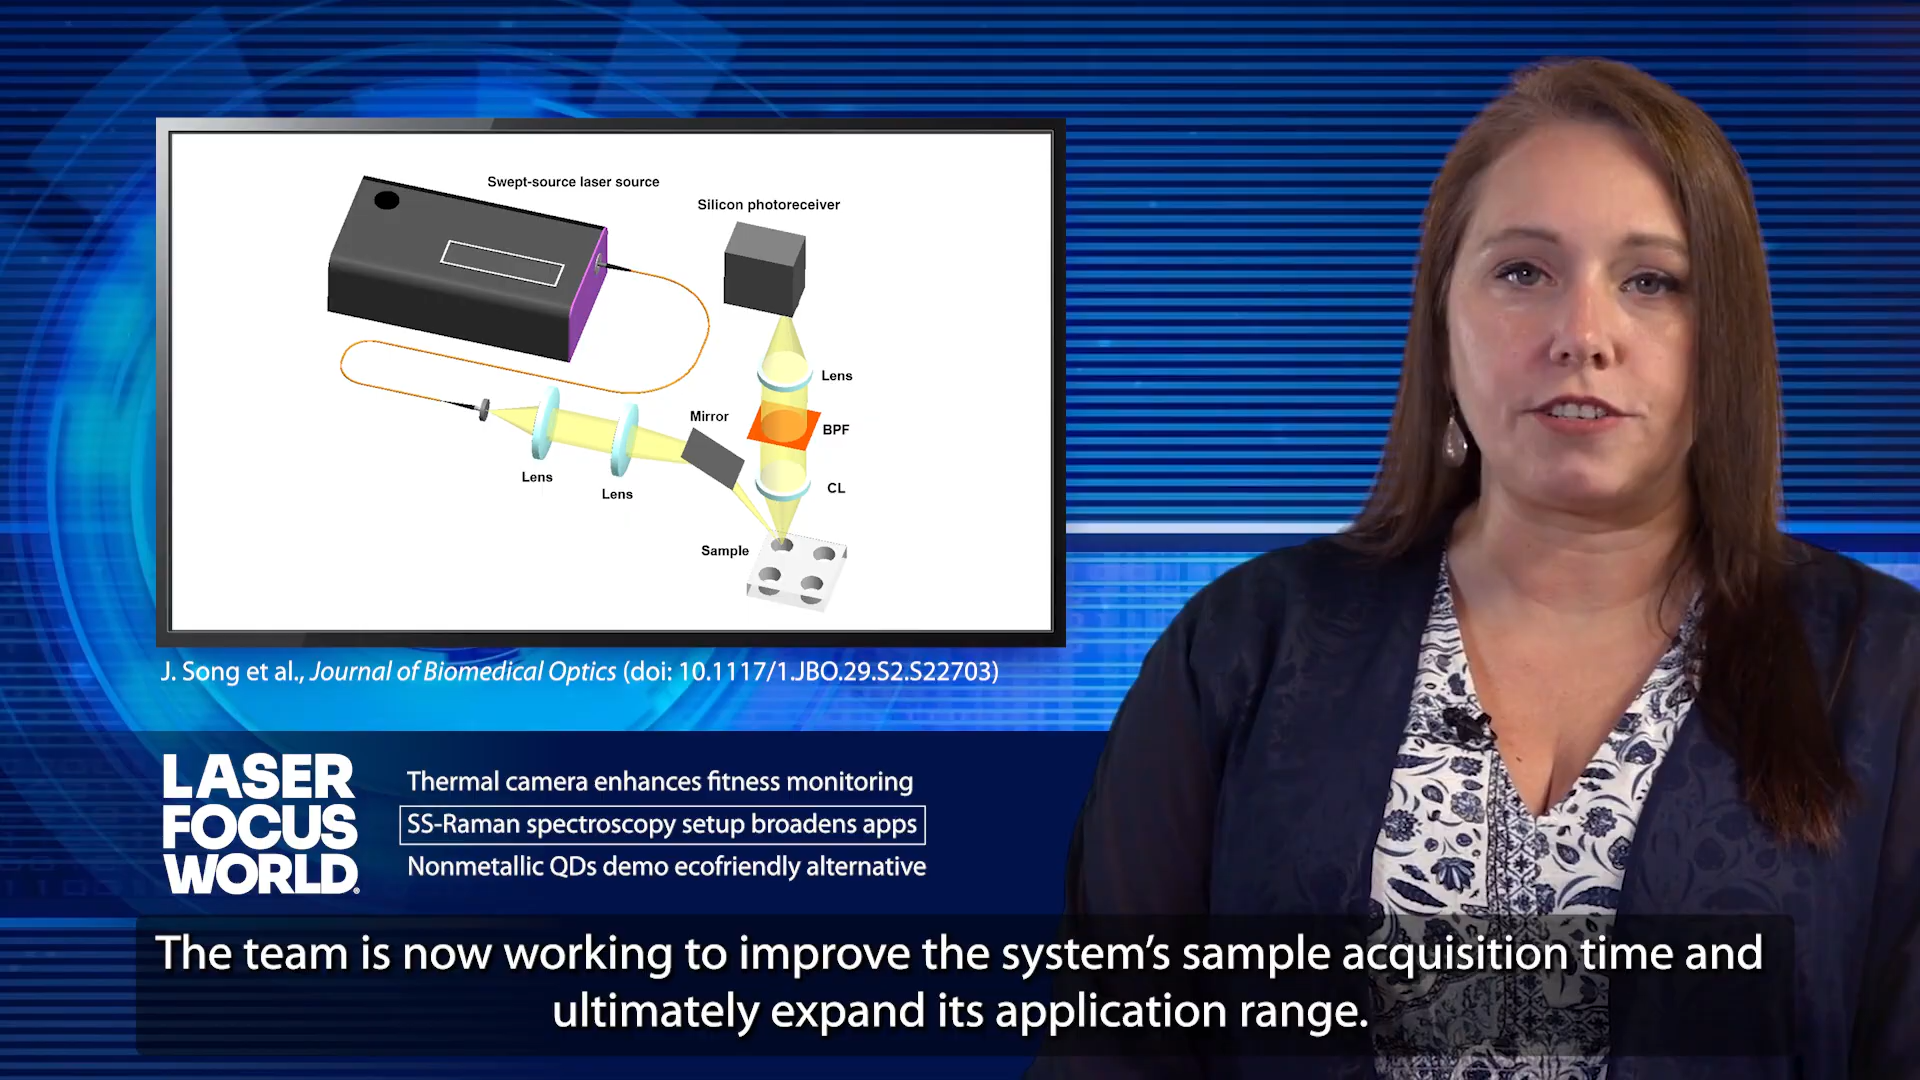 Swept-source laser source
Silicon photoreceiver
Lens
Mirror
BPF
Lens
Lens
CL
Sample
J. Song et al., Journal of Biomedical Optics (doi: 10.1117/1.JBO.29.S2.S22703)
LASER
FOCUS
WORLD®
Thermal camera enhances fitness monitoring
SS-Raman spectroscopy setup broadens apps
Nonmetallic QDs demo ecofriendly alternative
The team is now working to improve the system's sample acquisition time and
ultimately expand its application range.